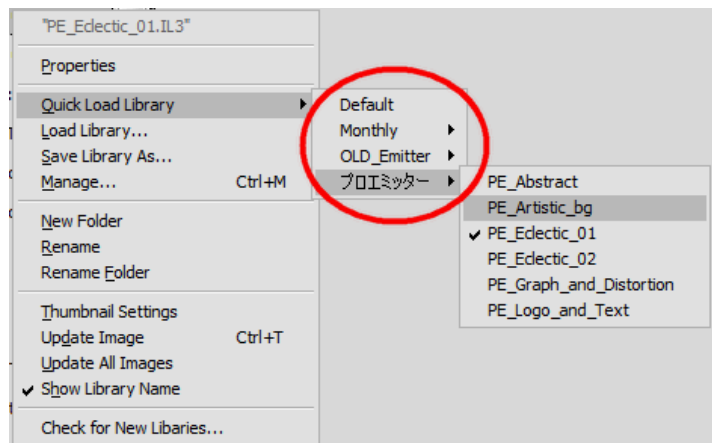 "PE_Eclectic_01.IL3"
Properties
Quick Load Library
Load Library...
Save Library As...
Manage... Ctrl+M
New Folder
Rename
Rename Folder
Thumbnail Settings
Update Image Ctrl+T
Update All Images
Show Library Name
Check for New Libaries...
Default
Monthly
OLD_Emitter
プロエミッター
PE_Abstract
PE_Artistic_bg
PE_Eclectic_01
PE_Eclectic_02
PE_Graph_and_Distortion
PE_Logo_and_Text